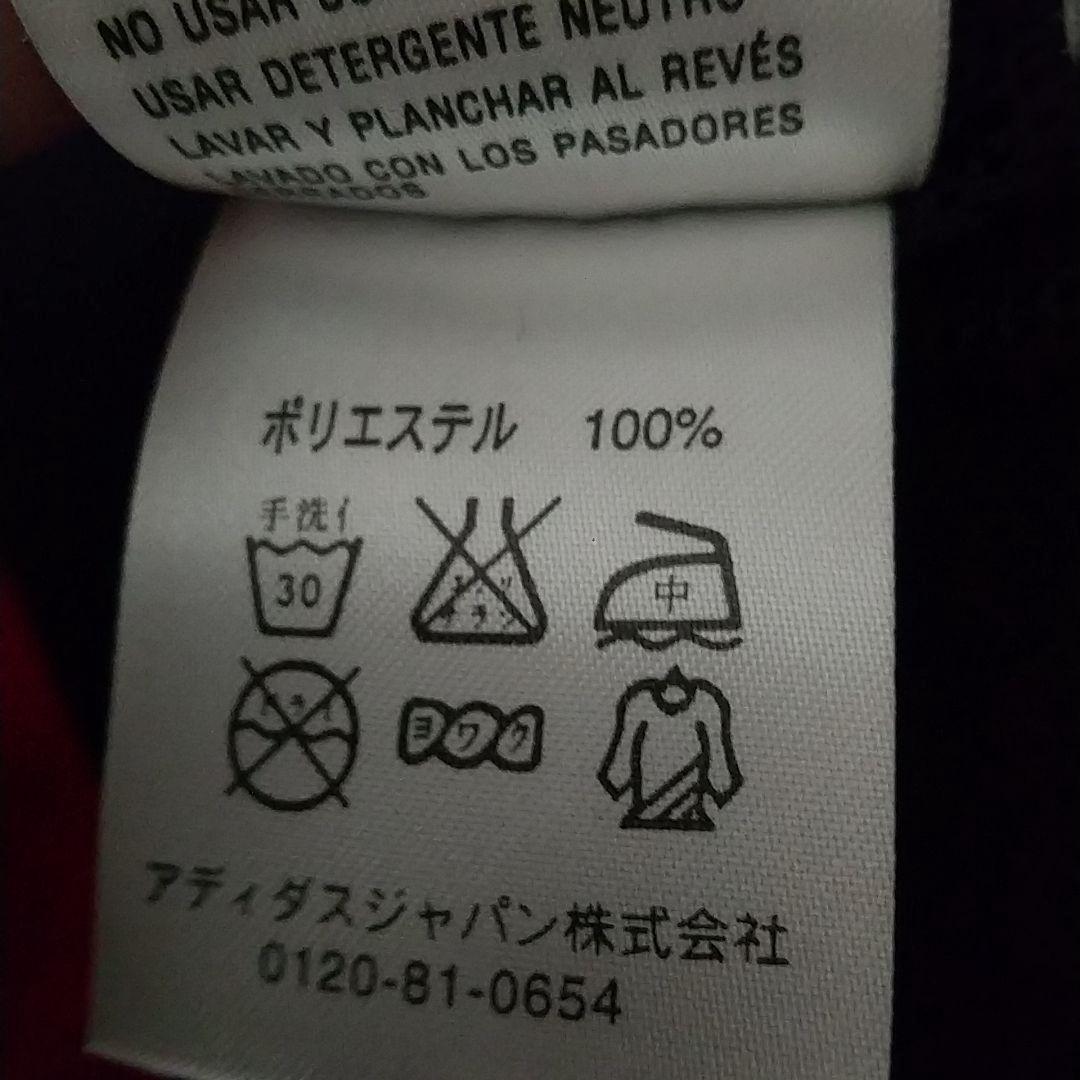 NO USAR
USAR DETERGENTE NEUTRO
LAVAR Y PLANCHAR AL REVÉS
LAVADO CON LOS PASADORES
ポリエステル 100%
手洗イ
30
中
ヨワク
アディダスジャパン株式会社
0120-81-0654